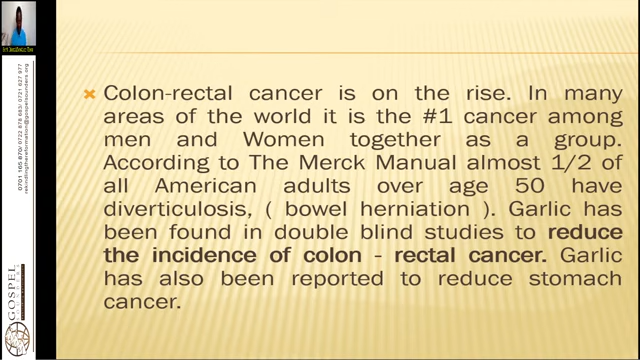 Colon-rectal cancer is on the rise. In many
areas of the world it is the #1 cancer among
men and Women together as a group.
According to The Merck Manual almost 1/2 of
all American adults over age 50 have
diverticulosis, ( bowel herniation ). Garlic has
been found in double blind studies to reduce
the incidence of colon - rectal cancer. Garlic
has also been reported to reduce stomach
cancer.
GOSPEL